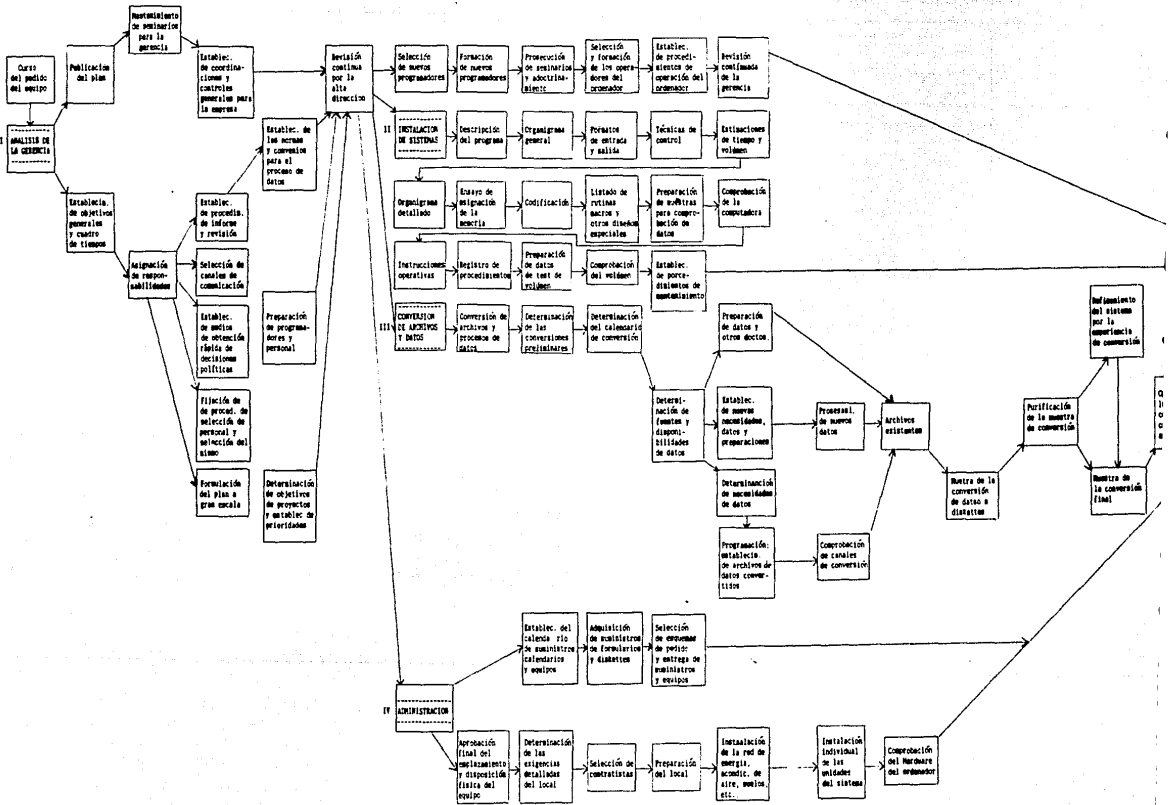 Mantenimiento
de seminarios
para la
gerencia
Curso
del pedido
del equipo
Publicación
del plan
Establec.
de coordina-
ciones y
controles
generales para
la empresa
Revisión
continua
por la
alta
direccion
Selección
de nuevos
programadores
Formación
de nuevos
programadores
Prosecución
de seminarios
y adoctrina-
miento
Selección
y formación
de los opera-
dores del
ordenador
Establec.
de procedi-
mientos de
operación del
ordenador
Revisión
continuada
de la
gerencia
I
ANALISIS DE
LA GERENCIA
Establec. de
las normas
y convenios
para el
proceso de
datos
II
INSTALACION
DE SISTEMAS
Descripción
del programa
Organigrama
general
Formatos
de entrada
y salida
Técnicas de
control
Estimaciones
de tiempo y
volúmen
Establecim.
de objetivos
generales
y cuadro
de tiempos
Establec.
de procedim.
de informe
y revisión
Organigrama
detallado
Ensayo de
asignación
de la
memoria
Codificación
Listado de
rutinas
macros y
otros diseños
especiales
Preparación
de muestras
para compro-
bación de
datos
Comprobación
de la
computadora
Asignación
de respon-
sabilidades
Selección de
canales de
comunicación
Instrucciones
operativas
Registro de
procedimientos
Preparación
de datos
de test de
volúmen
Comprobación
del volúmen
Establec.
de porce-
dimientos de
mantenimiento
Establec.
de medios
de obtención
rápida de
decisiones
políticas
Preparación
de programa-
dores y
personal
III
CONVERSION
DE ARCHIVOS
Y DATOS
Conversión de
archivos y
procesos de
datos
Determinación
de las
conversiones
preliminares
Determinación
del calendario
de conversión
Preparación
de datos y
otros doctos.
Refinamiento
del sistema
por la
experiencia
de conversión
Fijación de
de proced. de
selección de
personal y
selección del
mismo
Determi-
nación de
fuentes y
disponi-
bilidades
de datos
Establec.
de nuevas
necesidades,
datos y
preparaciones
Prosesami.
de nuevos
datos
Archivos
existentes
Purificación
de la muestra
de conversión
Formulación
del plan a
gran escala
Determinación
de objetivos
de proyectos
y establec de
prioridades
Determinanción
de necesidades
de datos
Muetra de la
conversión
de datso a
diskettes
Muestra de
la conversión
final
Programación:
establecim.
de archivos de
datos conver-
tidos
Comprobación
de canales
de conversión
Establec. del
calenda rio
de suministros
calendarios
y equipos
Adquisición
de suministros
de formularios
y diskettes
Selección
de esquemas
de pedido
y entrega de
suministros
y equipos
IV
ADMINISTRACION
Aprobación
final del
emplazamiento
y disposición
física del
equipo
Determinación
de las
exigencias
detalladas
del local
Selección de
contratistas
Preparación
del local
Instaalación
de la red de
energía,
acondic. de
aire, suelos,
etc..
Instalación
individual
de las
unidades
del sistema
Comprobación
del Hardware
del ordenador